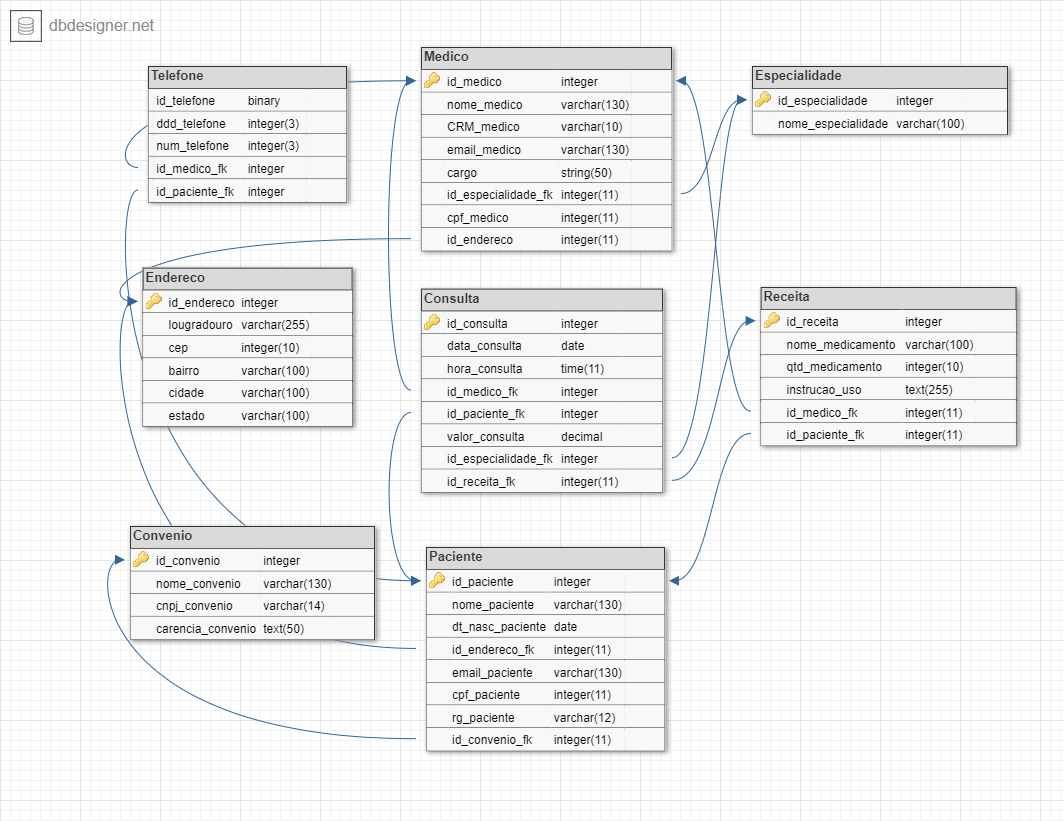 dbdesigner.net
Telefone
id_telefone binary
ddd_telefone integer(3)
num_telefone integer(3)
id_medico_fk integer
id_paciente_fk integer
Medico
id_medico integer
nome_medico varchar(130)
CRM_medico varchar(10)
email_medico varchar(130)
cargo string(50)
id_especialidade_fk integer(11)
cpf_medico integer(11)
id_endereco integer(11)
Especialidade
id_especialidade integer
nome_especialidade varchar(100)
Endereco
id_endereco integer
lougradouro varchar(255)
cep integer(10)
bairro varchar(100)
cidade varchar(100)
estado varchar(100)
Consulta
id_consulta integer
data_consulta date
hora_consulta time(11)
id_medico_fk integer
id_paciente_fk integer
valor_consulta decimal
id_especialidade_fk integer
id_receita_fk integer(11)
Receita
id_receita integer
nome_medicamento varchar(100)
qtd_medicamento integer(10)
instrucao_uso text(255)
id_medico_fk integer(11)
id_paciente_fk integer(11)
Convenio
id_convenio integer
nome_convenio varchar(130)
cnpj_convenio varchar(14)
carencia_convenio text(50)
Paciente
id_paciente integer
nome_paciente varchar(130)
dt_nasc_paciente date
id_endereco_fk integer(11)
email_paciente varchar(130)
cpf_paciente integer(11)
rg_paciente varchar(12)
id_convenio_fk integer(11)